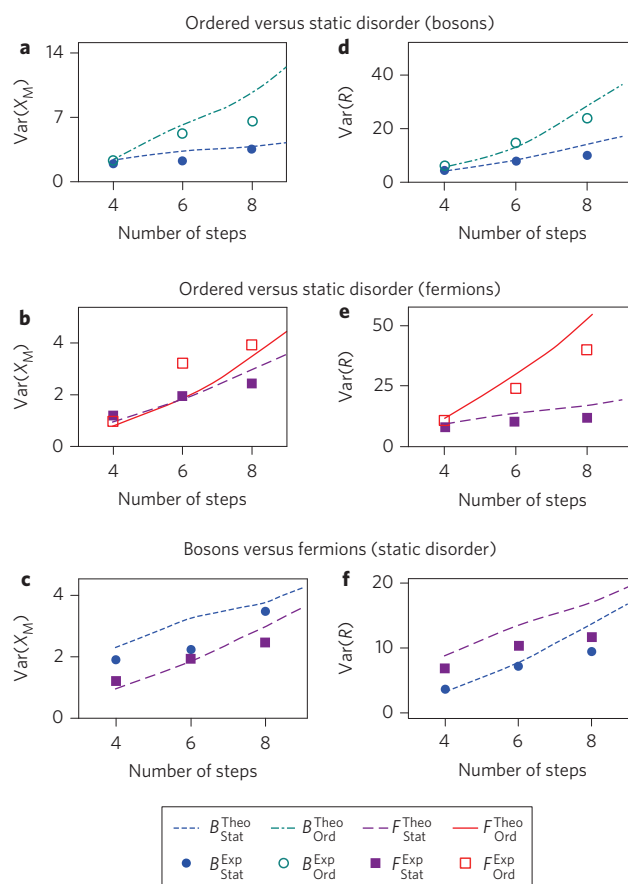 Ordered versus static disorder (bosons)
a
d
Var(X_M)
14
7
0
4 6 8
Number of steps
Var(R)
40
20
0
4 6 8
Number of steps
Ordered versus static disorder (fermions)
b
e
Var(X_M)
4
2
0
4 6 8
Number of steps
Var(R)
50
25
0
4 6 8
Number of steps
Bosons versus fermions (static disorder)
c
f
Var(X_M)
4
2
0
4 6 8
Number of steps
Var(R)
20
10
0
4 6 8
Number of steps
B^Theo_Stat B^Theo_Ord F^Theo_Stat F^Theo_Ord
B^Exp_Stat B^Exp_Ord F^Exp_Stat F^Exp_Ord